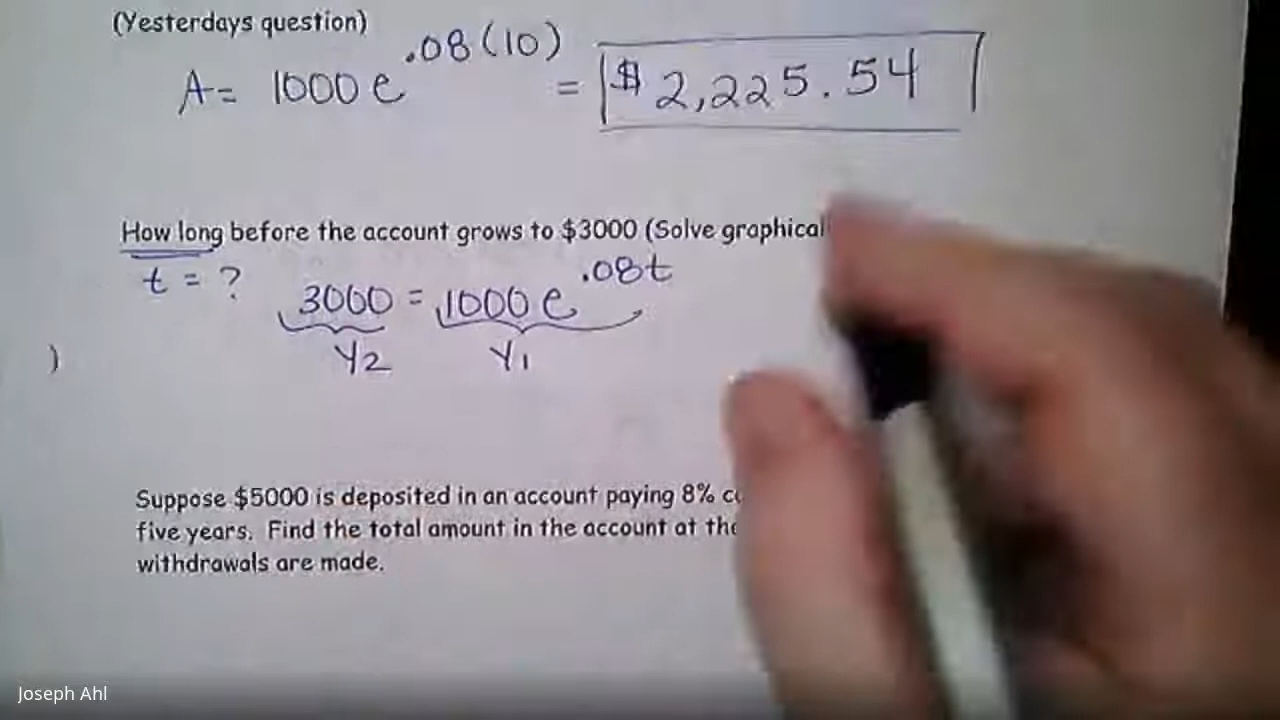 (Yesterdays question)
A = 1000 e^.08(10) = $2,225.54
How long before the account grows to $3000 (Solve graphical
t = ? 3000 = 1000 e^.08t
Y2 Y1
)
Suppose $5000 is deposited in an account paying 8%
five years. Find the total amount in the account at
withdrawals are made.
Joseph Ahl